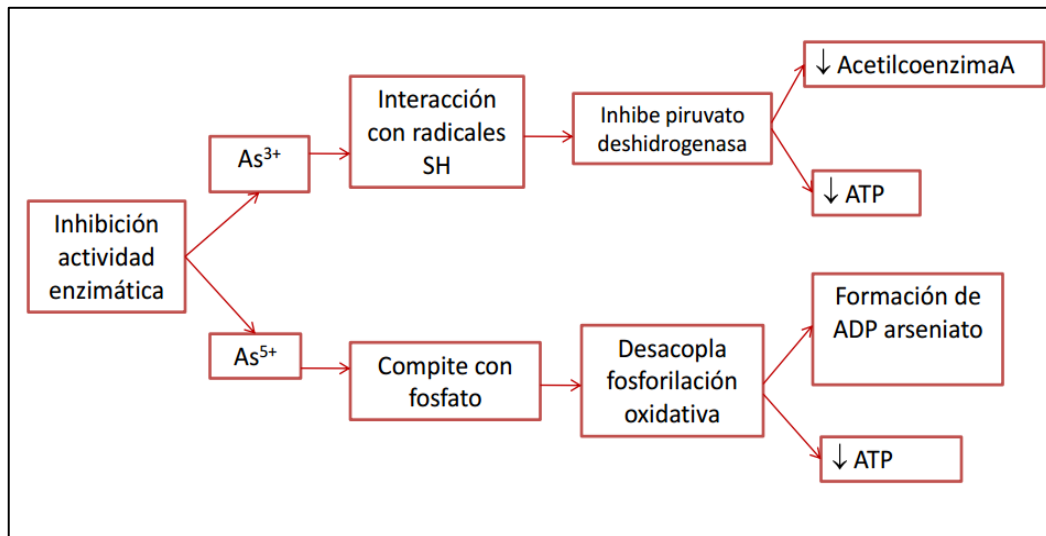 Inhibición
actividad
enzimática
As³⁺
Interacción
con radicales
SH
Inhibe piruvato
deshidrogenasa
↓ AcetilcoenzimaA
↓ ATP
As⁵⁺
Compite con
fosfato
Desacopla
fosforilación
oxidativa
Formación de
ADP arseniato
↓ ATP